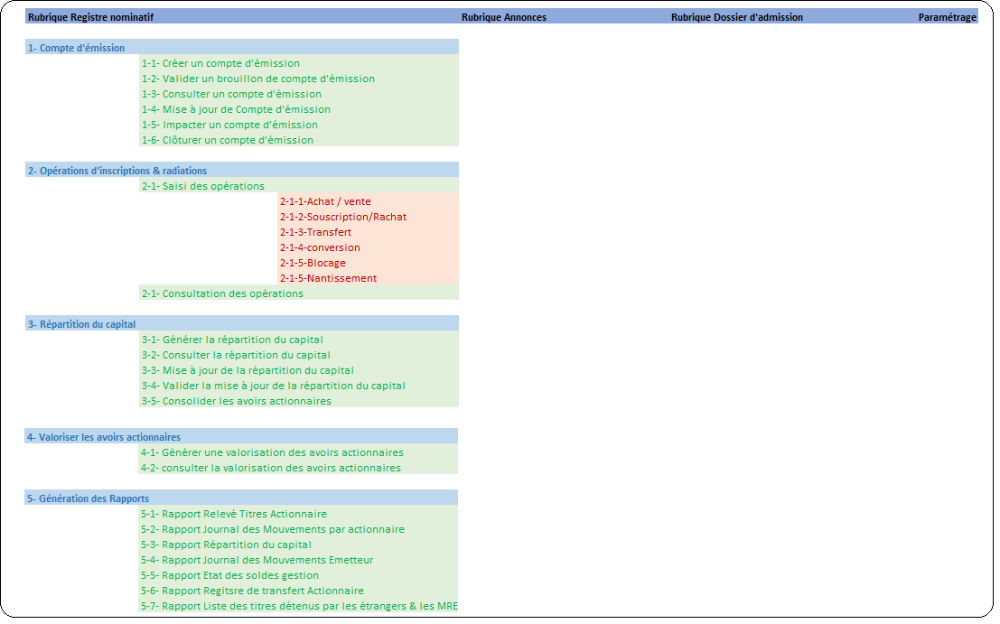 Rubrique Registre nominatif Rubrique Annonces Rubrique Dossier d'admission Paramétrage
1- Compte d'émission
1-1- Créer un compte d'émission
1-2- Valider un brouillon de compte d'émission
1-3- Consulter un compte d'émission
1-4- Mise à jour de Compte d'émission
1-5- Impacter un compte d'émission
1-6- Clôturer un compte d'émission
2- Opérations d'inscriptions & radiations
2-1- Saisi des opérations
2-1-1-Achat / vente
2-1-2-Souscription/Rachat
2-1-3-Transfert
2-1-4-conversion
2-1-5-Blocage
2-1-5-Nantissement
2-1- Consultation des opérations
3- Répartition du capital
3-1- Générer la répartition du capital
3-2- Consulter la répartition du capital
3-3- Mise à jour de la répartition du capital
3-4- Valider la mise à jour de la répartition du capital
3-5- Consolider les avoirs actionnaires
4- Valoriser les avoirs actionnaires
4-1- Générer une valorisation des avoirs actionnaires
4-2- consulter la valorisation des avoirs actionnaires
5- Génération des Rapports
5-1- Rapport Relevé Titres Actionnaire
5-2- Rapport Journal des Mouvements par actionnaire
5-3- Rapport Répartition du capital
5-4- Rapport Journal des Mouvements Emetteur
5-5- Rapport Etat des soldes gestion
5-6- Rapport Regitsre de transfert Actionnaire
5-7- Rapport Liste des titres détenus par les étrangers & les MRE